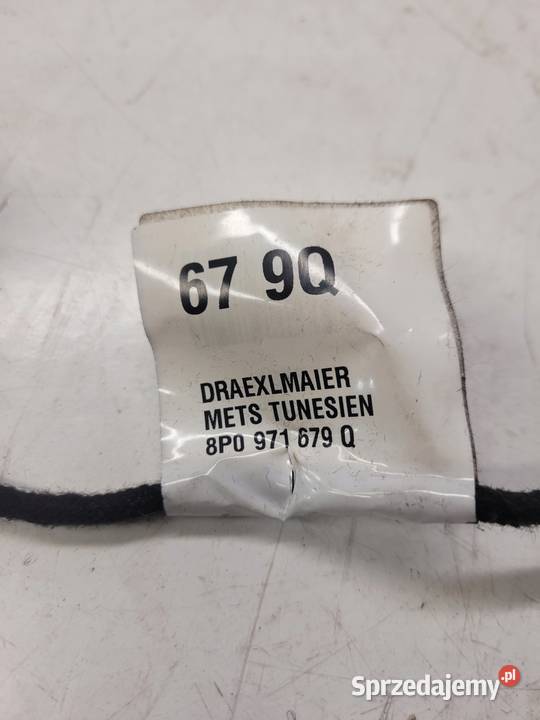 67 9Q
DRAEXLMAIER
METS TUNESIEN
8P0 971 679 Q
Sprzedajemy.pl